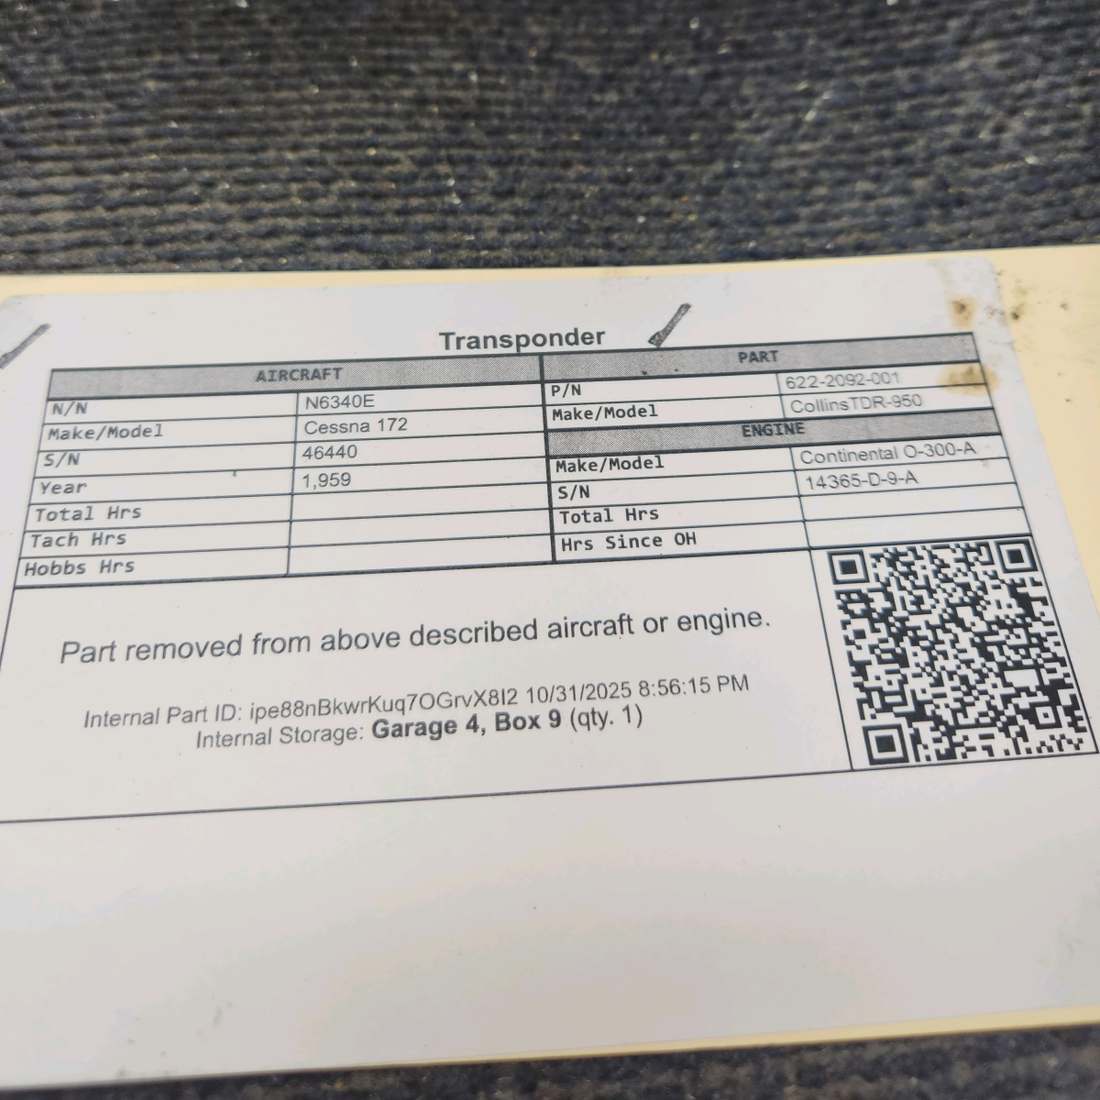 Transponder
AIRCRAFT
N/N N6340E
Make/Model Cessna 172
S/N 46440
Year 1,959
Total Hrs
Tach Hrs
Hobbs Hrs
PART
P/N 622-2092-001
Make/Model CollinsTDR-950
ENGINE
Make/Model Continental O-300-A
S/N 14365-D-9-A
Total Hrs
Hrs Since OH
Part removed from above described aircraft or engine.
Internal Part ID: ipe88nBkwrKuq7OGrvX8I2 10/31/2025 8:56:15 PM
Internal Storage: Garage 4, Box 9 (qty. 1)